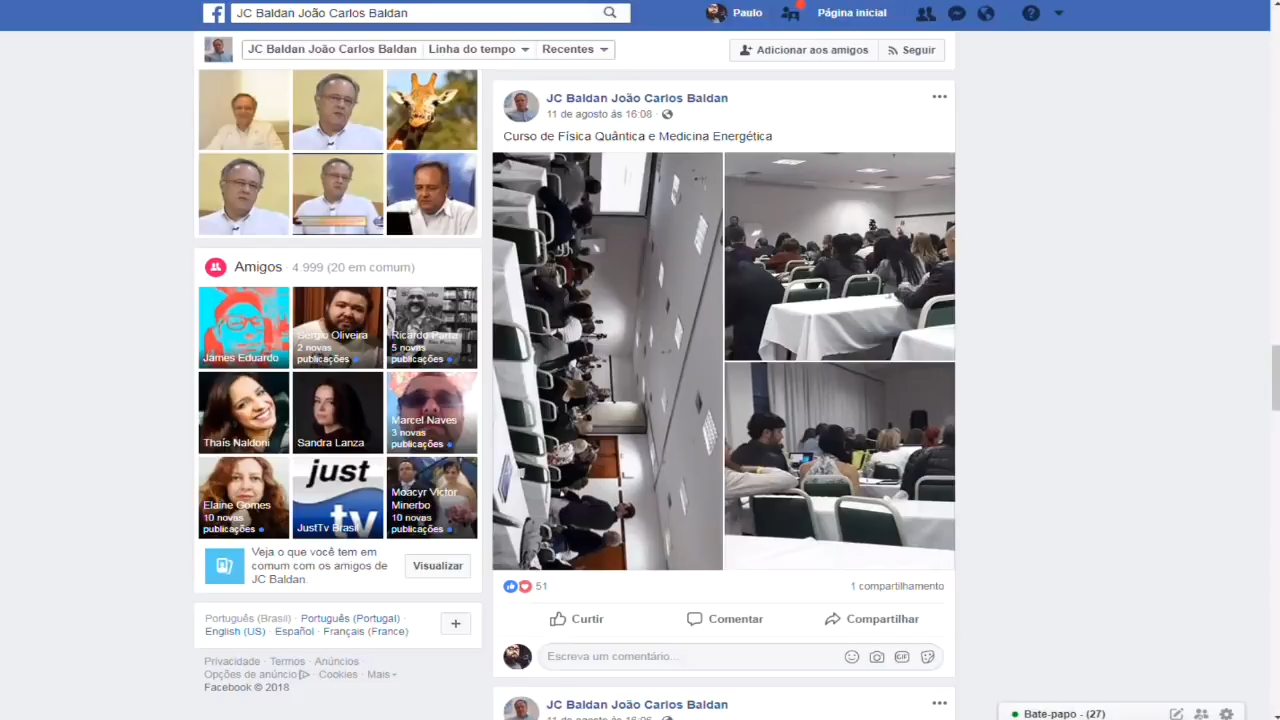 JC Baldan João Carlos Baldan
Paulo
Página inicial
JC Baldan João Carlos Baldan
Linha do tempo
Recentes
Adicionar aos amigos
Seguir
Amigos · 4.999 (20 em comum)
James Eduardo
Sérgio Oliveira
2 novas
publicações
Ricardo Parra
5 novas
publicações
Thaís Naldoni
Sandra Lanza
Marcel Naves
3 novas
publicações
Elaine Gomes
10 novas
publicações
just
tv
JustTv Brasil
Moacyr Victor
Minerbo
10 novas
publicações
Veja o que você tem em
comum com os amigos de
JC Baldan.
Visualizar
Português (Brasil) · Português (Portugal) ·
English (US) · Español · Français (France)
Privacidade · Termos · Anúncios
Opções de anúncio · Cookies · Mais
Facebook © 2018
JC Baldan João Carlos Baldan
11 de agosto às 16:08 ·
Curso de Física Quântica e Medicina Energética
51
1 compartilhamento
Curtir
Comentar
Compartilhar
Escreva um comentário...
GIF
JC Baldan João Carlos Baldan
11 de agosto às 16:06 ·
Bate-papo - (27)